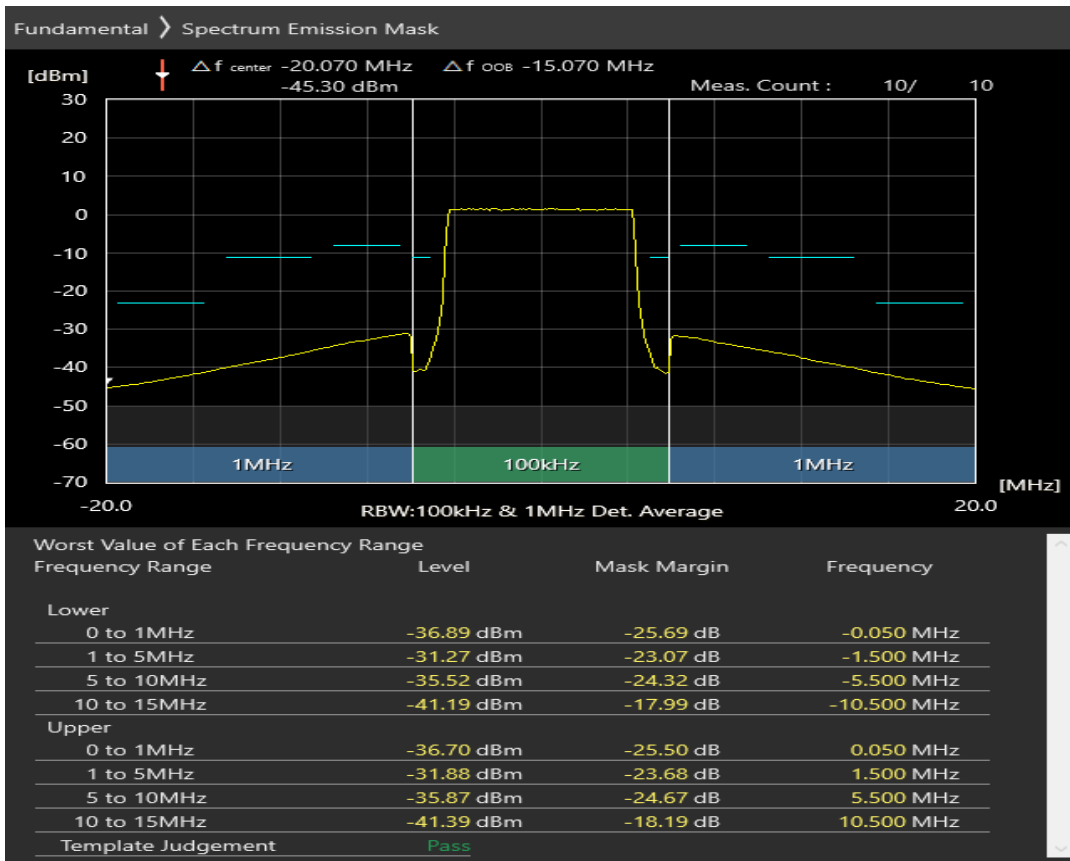 Fundamental ❯ Spectrum Emission Mask
[dBm] △f center -20.070 MHz △f OOB -15.070 MHz
-45.30 dBm Meas. Count : 10/ 10
30
20
10
0
-10
-20
-30
-40
-50
-60
1MHz 100kHz 1MHz
-70
[MHz]
-20.0 RBW:100kHz & 1MHz Det. Average 20.0
Worst Value of Each Frequency Range
Frequency Range Level Mask Margin Frequency
Lower
0 to 1MHz -36.89 dBm -25.69 dB -0.050 MHz
1 to 5MHz -31.27 dBm -23.07 dB -1.500 MHz
5 to 10MHz -35.52 dBm -24.32 dB -5.500 MHz
10 to 15MHz -41.19 dBm -17.99 dB -10.500 MHz
Upper
0 to 1MHz -36.70 dBm -25.50 dB 0.050 MHz
1 to 5MHz -31.88 dBm -23.68 dB 1.500 MHz
5 to 10MHz -35.87 dBm -24.67 dB 5.500 MHz
10 to 15MHz -41.39 dBm -18.19 dB 10.500 MHz
Template Judgement Pass